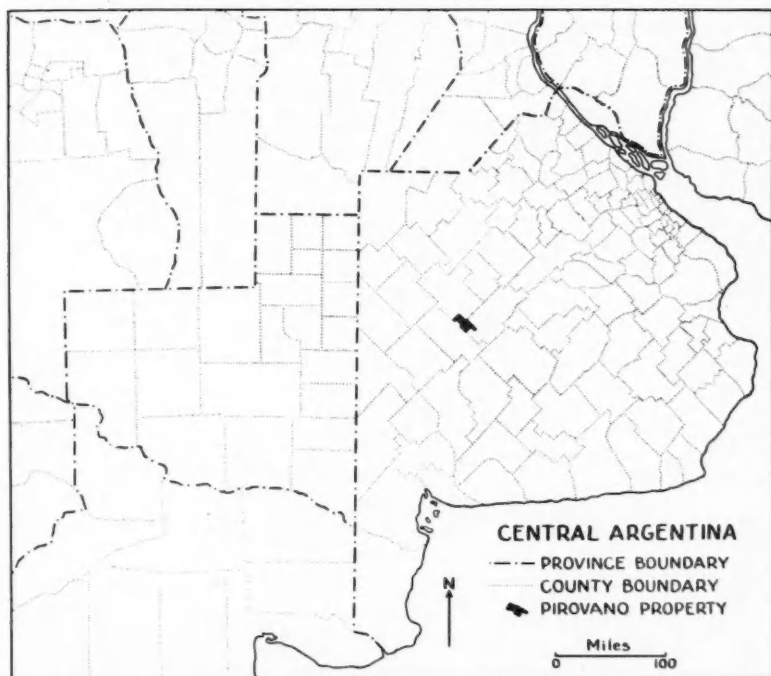 CENTRAL ARGENTINA
PROVINCE BOUNDARY
COUNTY BOUNDARY
PIROVANO PROPERTY
N
Miles
0 100